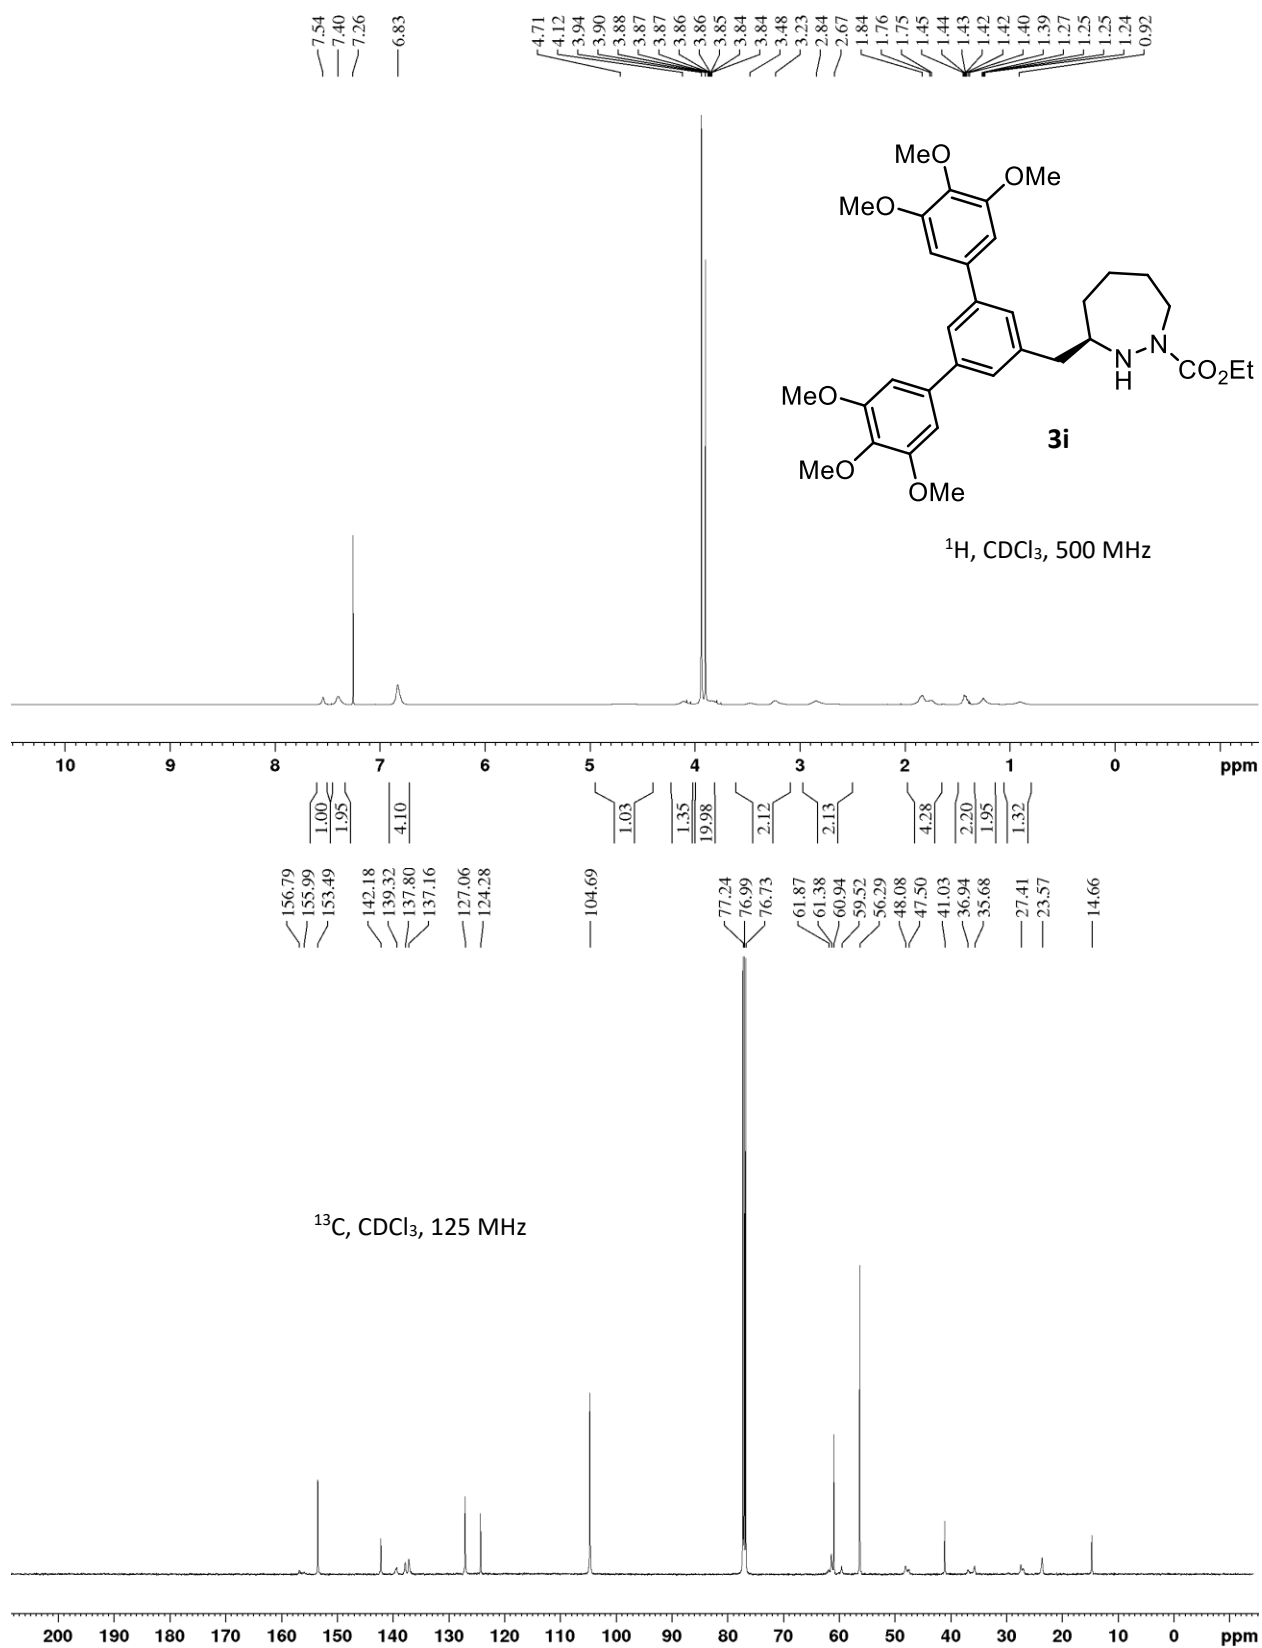 7.54 7.40 7.26 6.83 4.71 4.12 3.94 3.90 3.88 3.87 3.87 3.86 3.86 3.85 3.84 3.84 3.48 3.23 2.84 2.67 1.84 1.76 1.75 1.45 1.44 1.43 1.42 1.42 1.40 1.39 1.27 1.25 1.25 1.24 0.92
MeO
OMe
MeO
N
N
H
CO₂Et
MeO
3i
MeO
OMe
¹H, CDCl₃, 500 MHz
10 9 8 7 6 5 4 3 2 1 0 ppm
1.00 1.95 4.10 1.03 1.35 19.98 2.12 2.13 4.28 2.20 1.95 1.32
156.79 155.99 153.49 142.18 139.32 137.80 137.16 127.06 124.28 104.69 77.24 76.99 76.73 61.87 61.38 60.94 59.52 56.29 48.08 47.50 41.03 36.94 35.68 27.41 23.57 14.66
¹³C, CDCl₃, 125 MHz
200 190 180 170 160 150 140 130 120 110 100 90 80 70 60 50 40 30 20 10 0 ppm